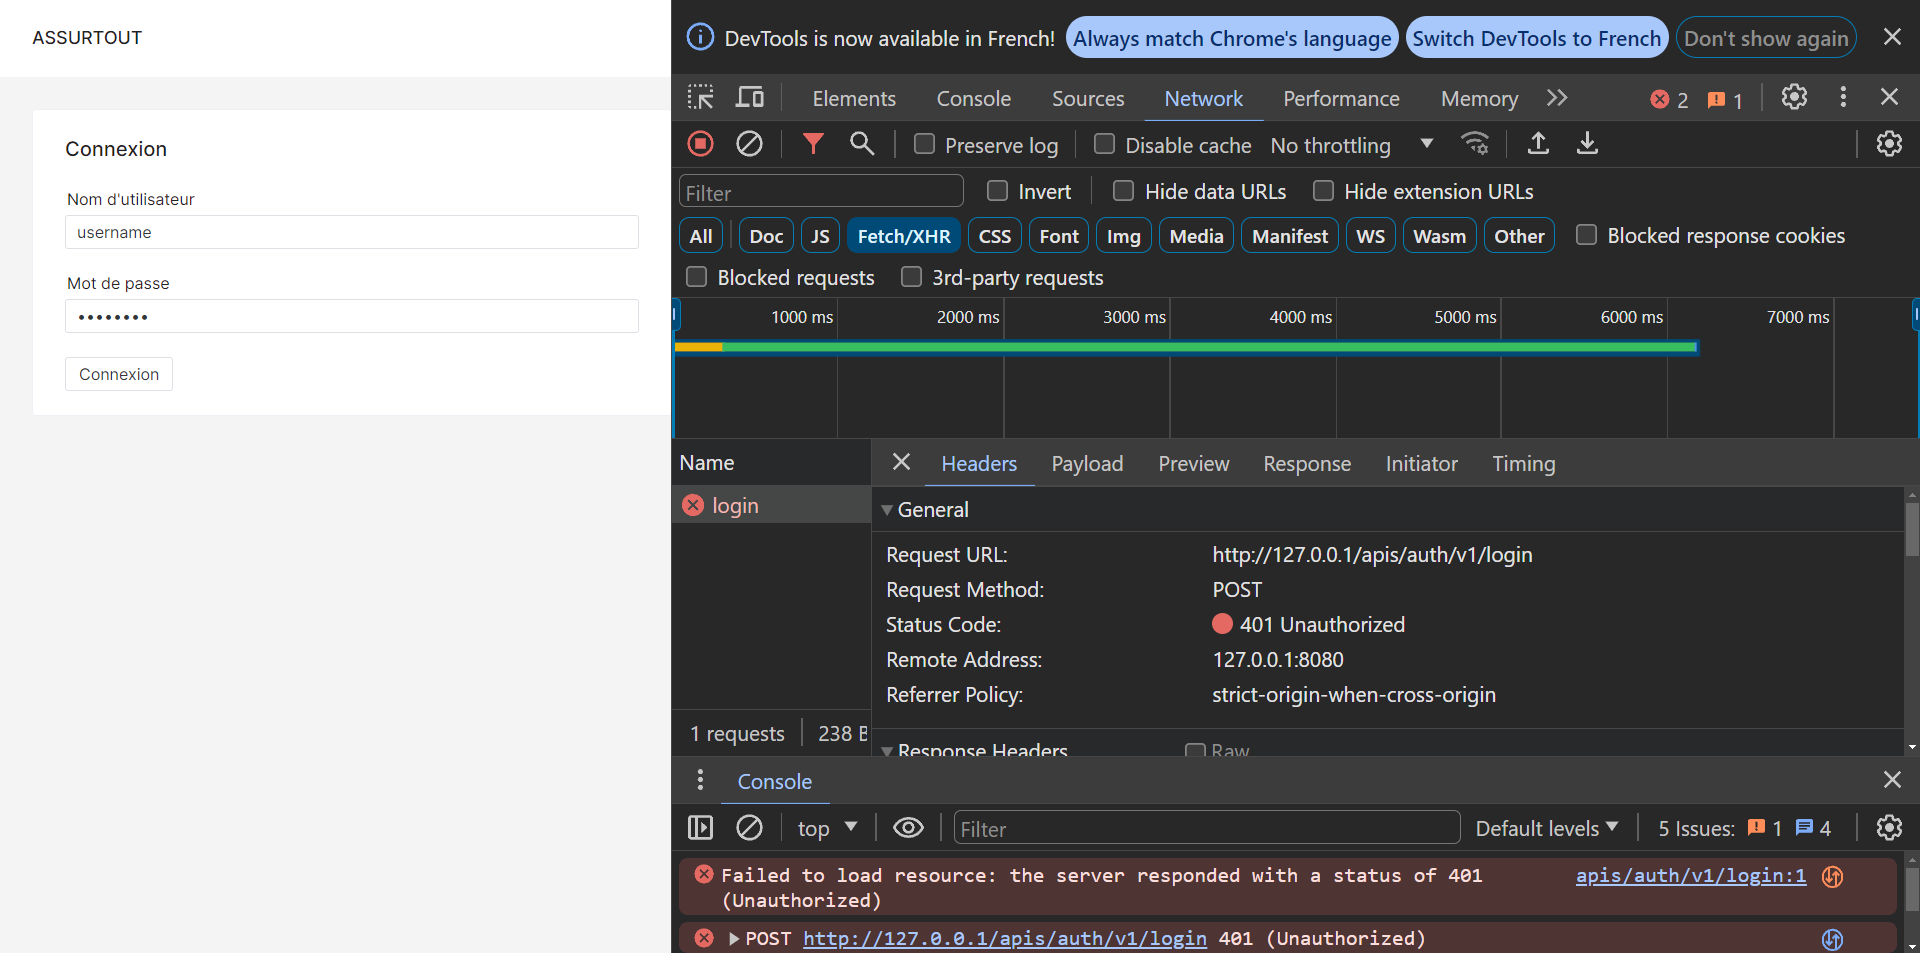 ASSURTOUT
Connexion
Nom d'utilisateur
username
Mot de passe
••••••••
Connexion
DevTools is now available in French! Always match Chrome's language Switch DevTools to French Don't show again
Elements Console Sources Network Performance Memory 2 1
Preserve log Disable cache No throttling
Filter Invert Hide data URLs Hide extension URLs
All Doc JS Fetch/XHR CSS Font Img Media Manifest WS Wasm Other Blocked response cookies
Blocked requests 3rd-party requests
1000 ms 2000 ms 3000 ms 4000 ms 5000 ms 6000 ms 7000 ms
Name Headers Payload Preview Response Initiator Timing
login
General
Request URL: http://127.0.0.1/apis/auth/v1/login
Request Method: POST
Status Code: 401 Unauthorized
Remote Address: 127.0.0.1:8080
Referrer Policy: strict-origin-when-cross-origin
1 requests 238 B
Response Headers Raw
Console
top Filter Default levels 5 Issues: 1 4
Failed to load resource: the server responded with a status of 401 apis/auth/v1/login:1
(Unauthorized)
POST http://127.0.0.1/apis/auth/v1/login 401 (Unauthorized)